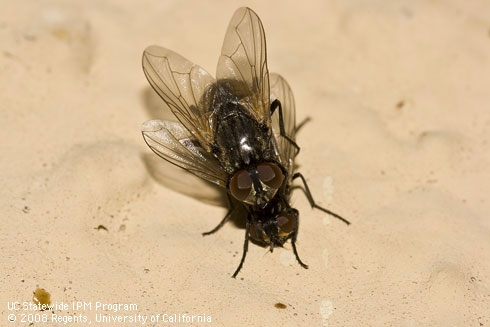 UC Statewide IPM Program
© 2008 Regents, University of California